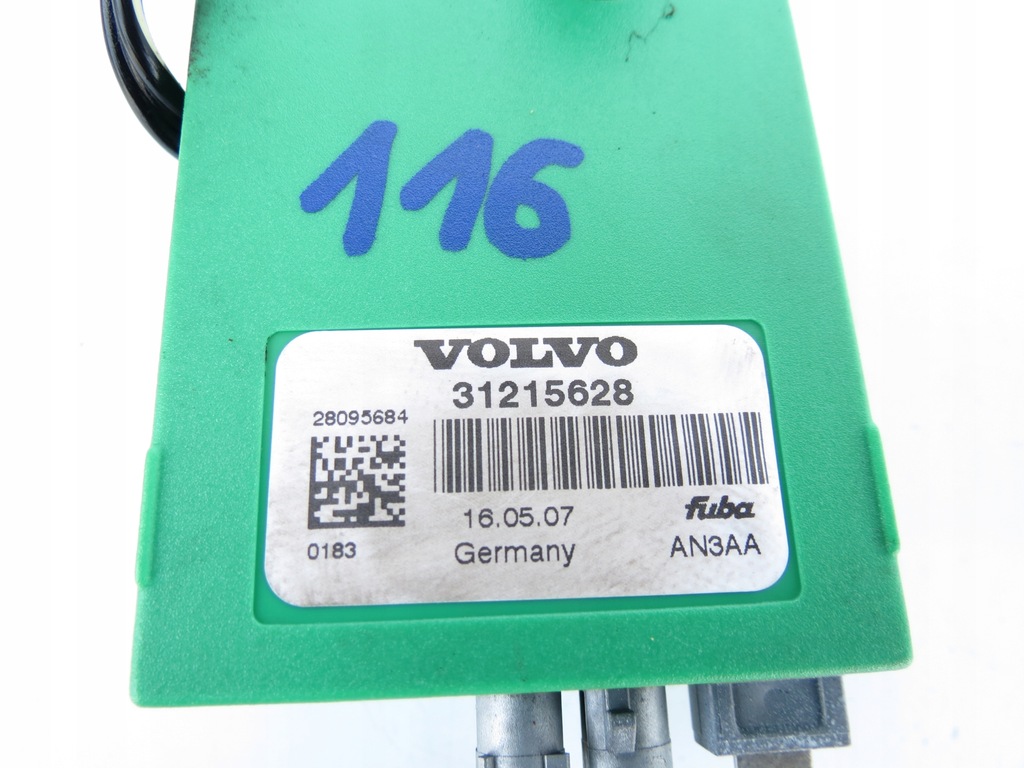 116
VOLVO
31215628
28095684
16.05.07
fuba
0183
Germany
AN3AA